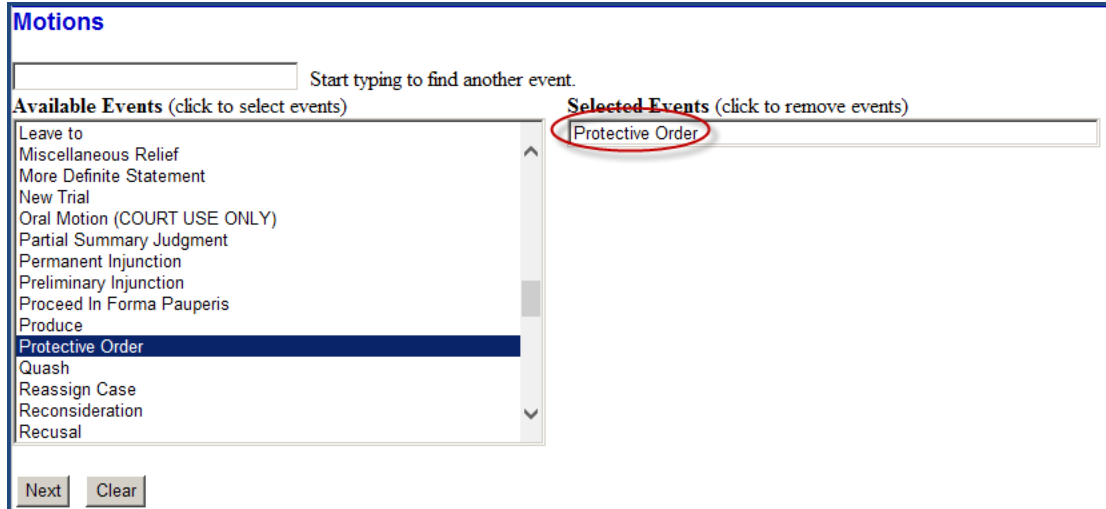 Motions
Start typing to find another event.
Available Events (click to select events)
Selected Events (click to remove events)
Leave to
Miscellaneous Relief
More Definite Statement
New Trial
Oral Motion (COURT USE ONLY)
Partial Summary Judgment
Permanent Injunction
Preliminary Injunction
Proceed In Forma Pauperis
Produce
Protective Order
Quash
Reassign Case
Reconsideration
Recusal
Protective Order
Next
Clear